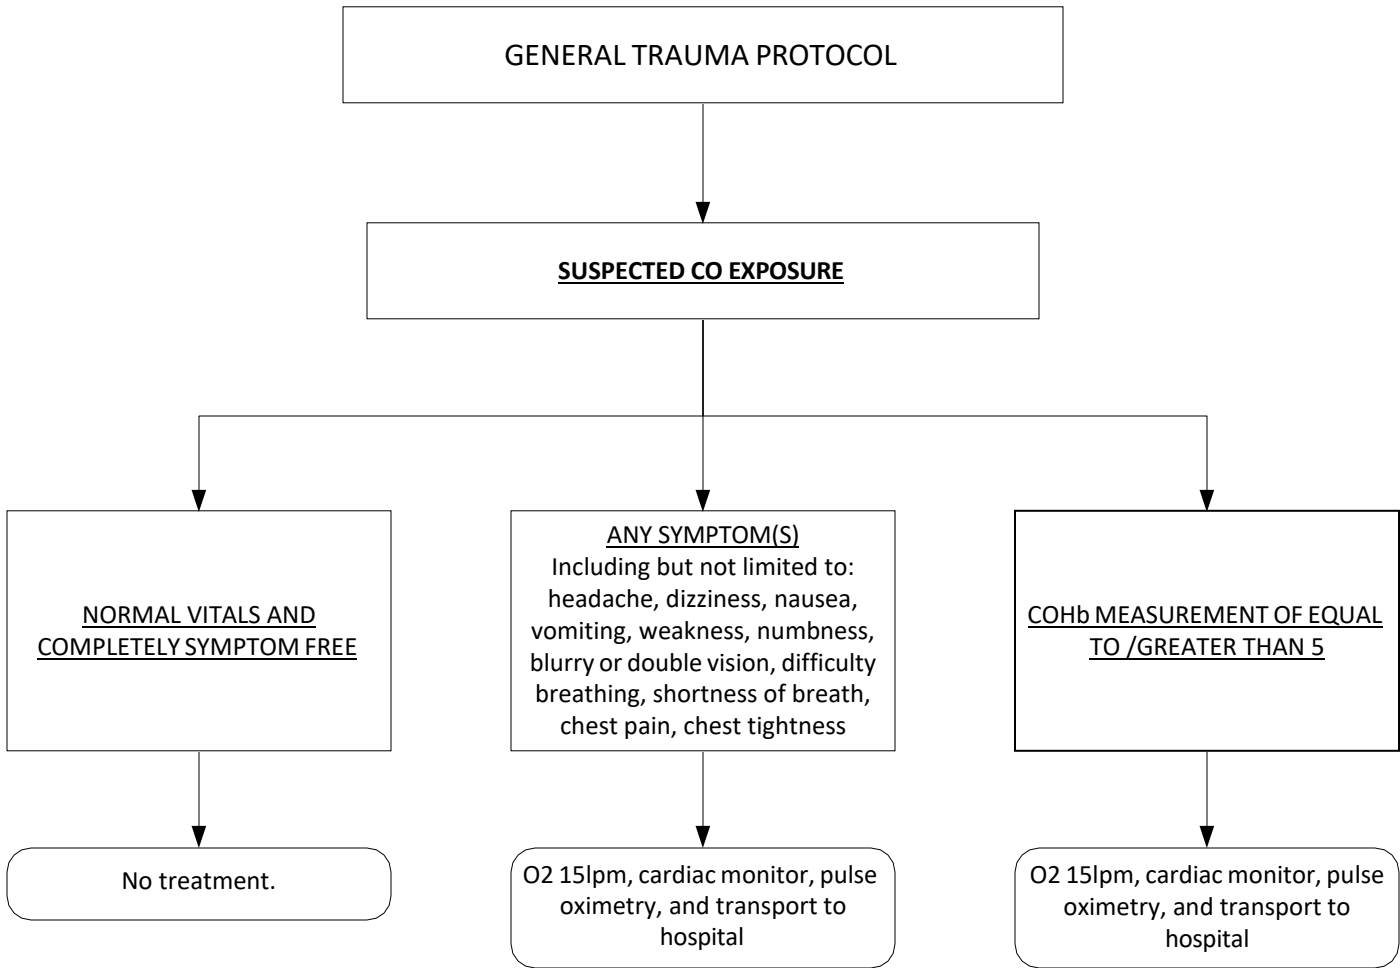 GENERAL TRAUMA PROTOCOL
SUSPECTED CO EXPOSURE
NORMAL VITALS AND
COMPLETELY SYMPTOM FREE
ANY SYMPTOM(S)
Including but not limited to:
headache, dizziness, nausea,
vomiting, weakness, numbness,
blurry or double vision, difficulty
breathing, shortness of breath,
chest pain, chest tightness
COHb MEASUREMENT OF EQUAL
TO /GREATER THAN 5
No treatment.
O2 15lpm, cardiac monitor, pulse
oximetry, and transport to
hospital
O2 15lpm, cardiac monitor, pulse
oximetry, and transport to
hospital